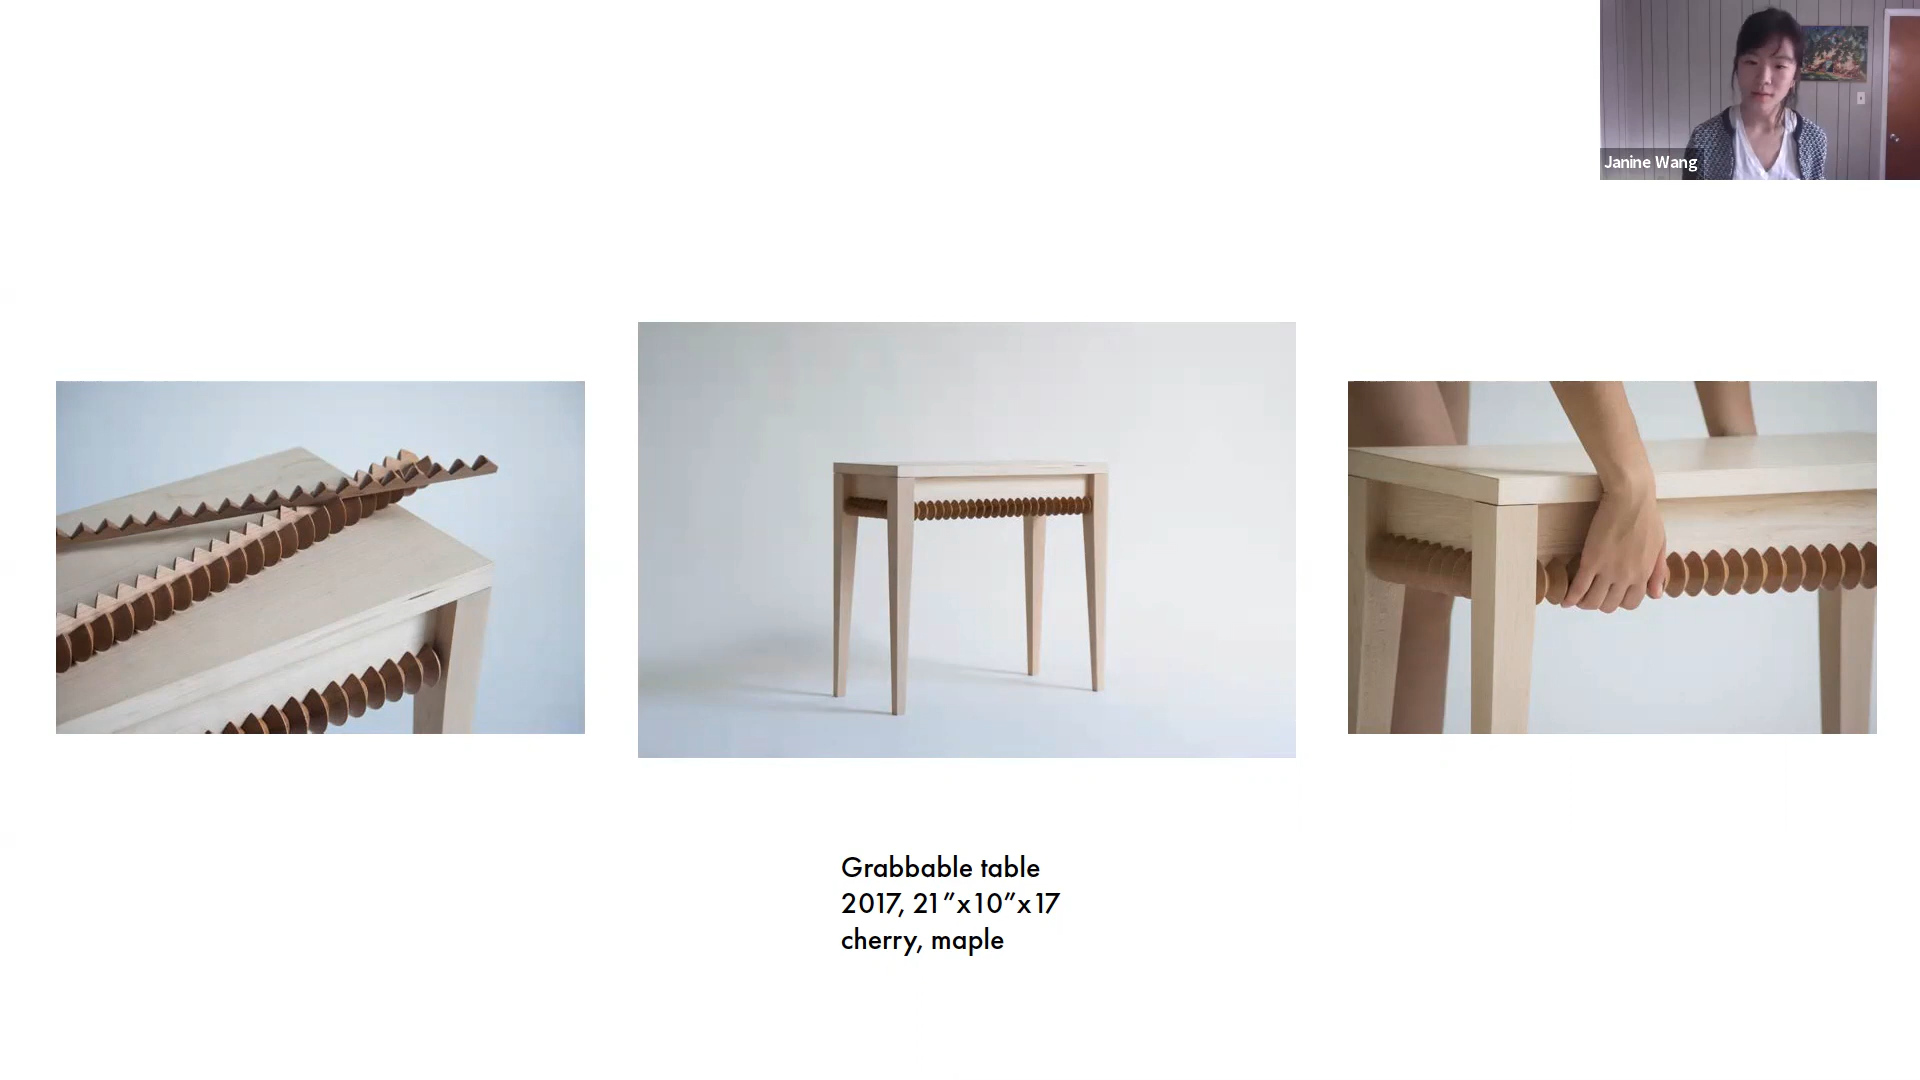 Janine Wang
Grabbable table
2017, 21”x10”x17
cherry, maple